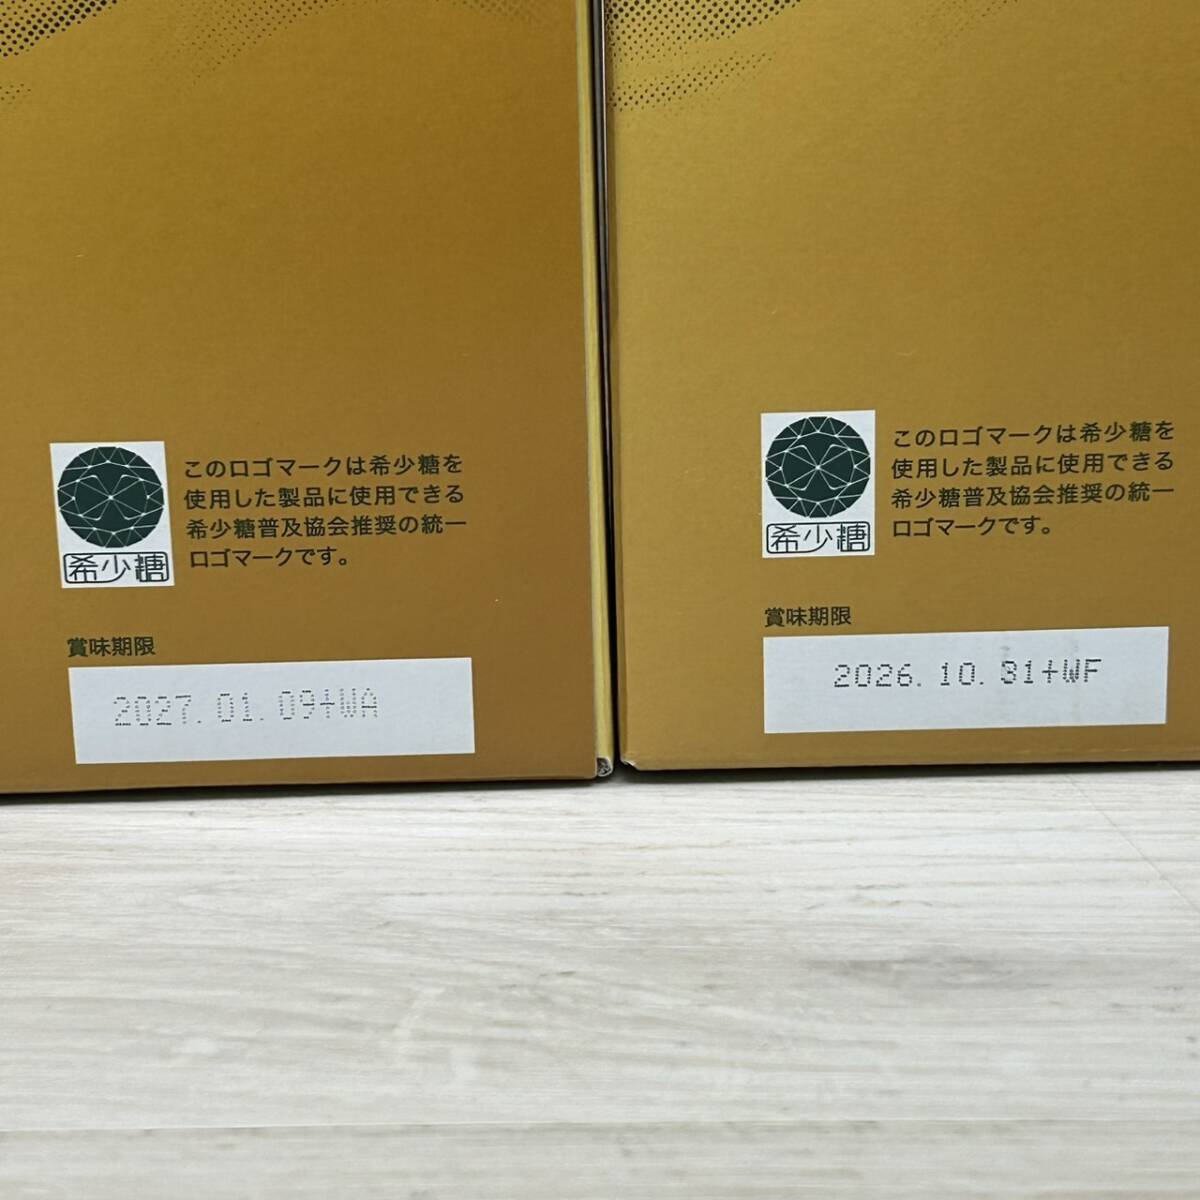 このロゴマークは希少糖を
使用した製品に使用できる
希少糖普及協会推奨の統一
ロゴマークです。
希少糖
賞味期限
2027.01.09+WA
このロゴマークは希少糖を
使用した製品に使用できる
希少糖普及協会推奨の統一
ロゴマークです。
希少糖
賞味期限
2026.10.31+WF